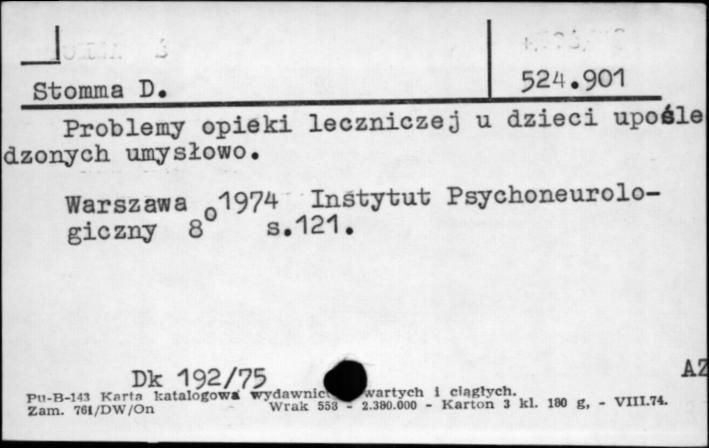 Stomma D.
524.901
Problemy opieki leczniczej u dzieci upośle
dzonych umysłowo.
Warszawa 1974 Instytut Psychoneurolo-
giczny 8° s.121.
Dk 192/75
AZ
Pu-B-143 Karta katalogowa wydawnic wartych i ciągłych.
Zam. 761/DW/On Wrak 553 - 2.380.000 - Karton 3 kl. 180 g, - VIII.74.